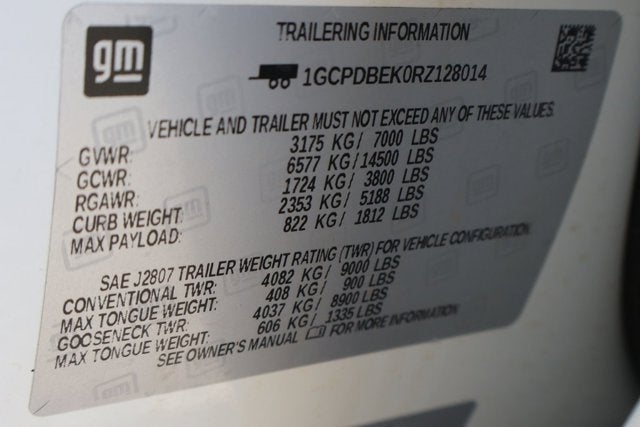 gm
TRAILERING INFORMATION
1GCPDBEK0RZ128014
VEHICLE AND TRAILER MUST NOT EXCEED ANY OF THESE VALUES.
GVWR: 3175 KG/ 7000 LBS
GCWR: 6577 KG/ 14500 LBS
RGAWR: 1724 KG/ 3800 LBS
CURB WEIGHT: 2353 KG/ 5188 LBS
MAX PAYLOAD: 822 KG/ 1812 LBS
SAE J2807 TRAILER WEIGHT RATING (TWR) FOR VEHICLE CONFIGURATION
CONVENTIONAL TWR: 4082 KG/ 9000 LBS
MAX TONGUE WEIGHT: 408 KG/ 900 LBS
GOOSENECK TWR: 4037 KG/ 8900 LBS
MAX TONGUE WEIGHT: 606 KG/ 1335 LBS
SEE OWNER'S MANUAL FOR MORE INFORMATION